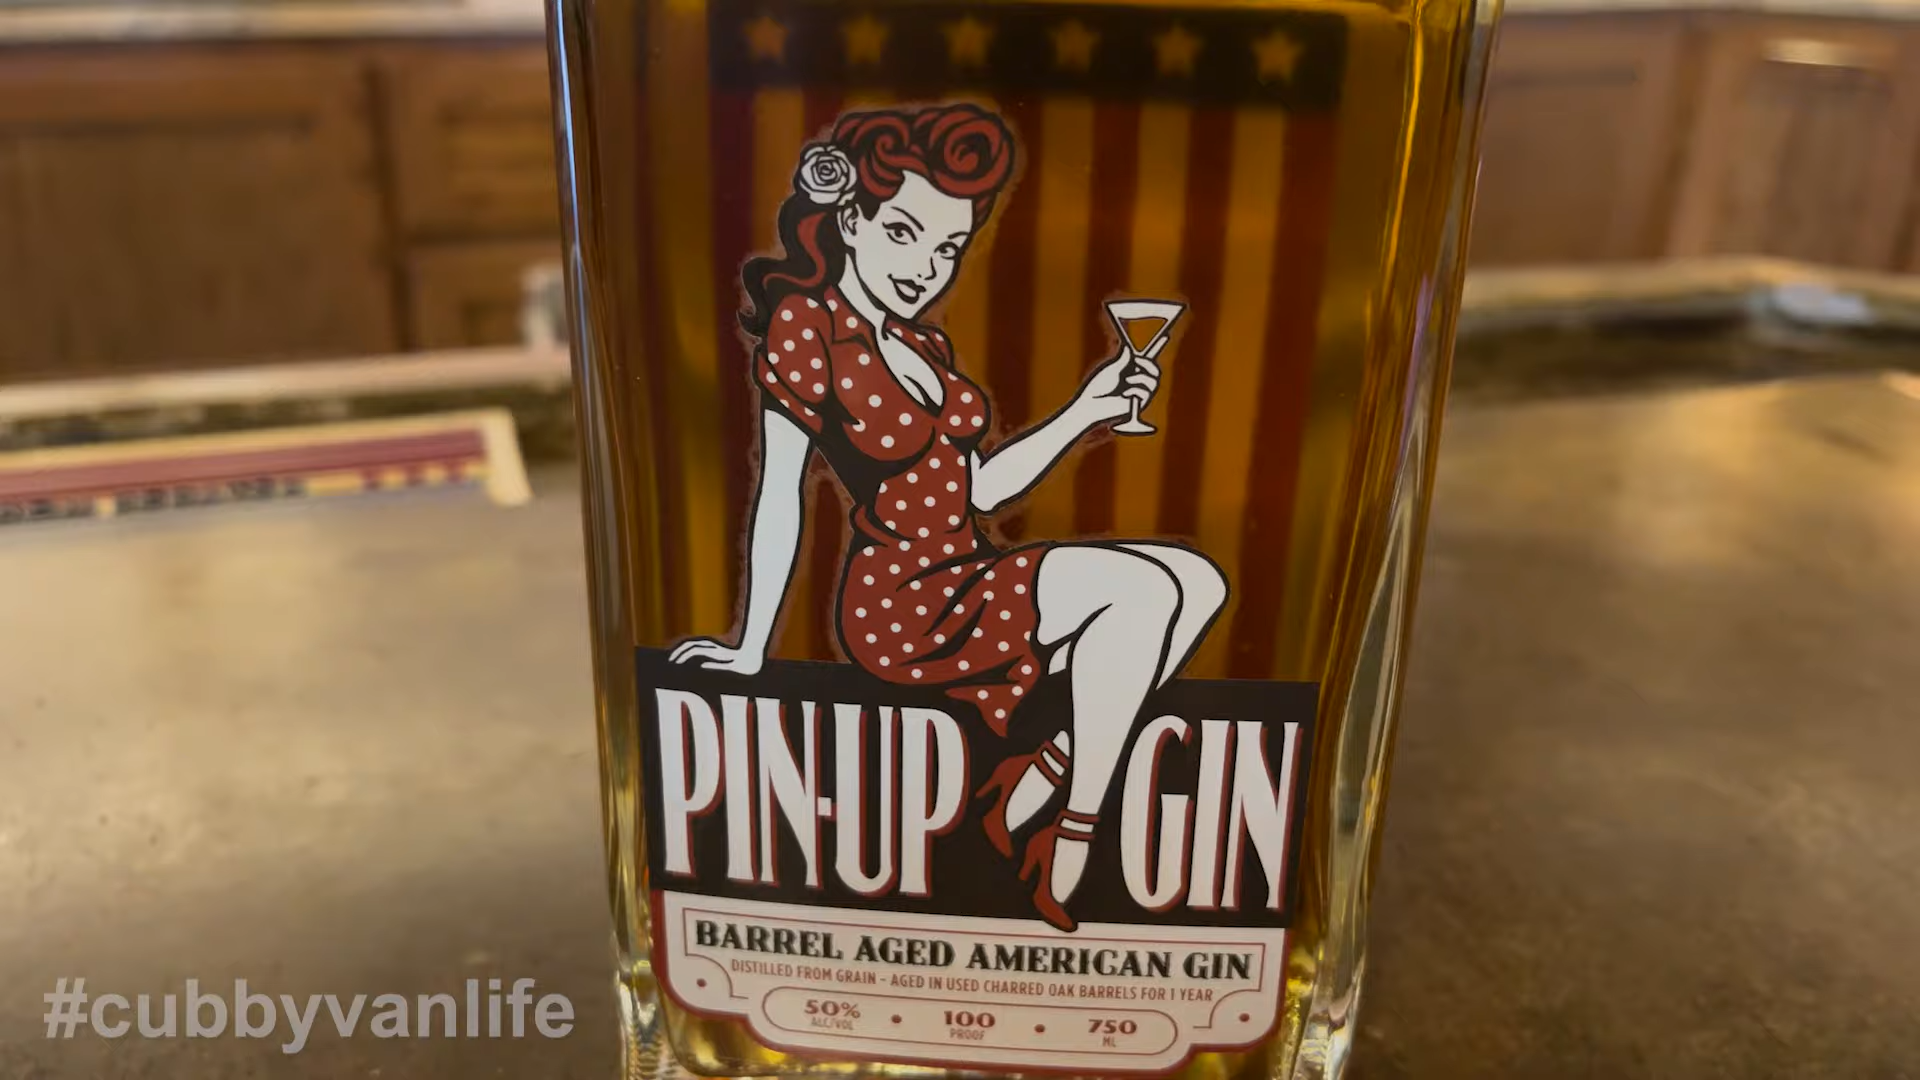 PIN-UP GIN
BARREL AGED AMERICAN GIN
DISTILLED FROM GRAIN - AGED IN USED CHARRED OAK BARRELS FOR 1 YEAR
50% • 100 • 750
ALC/VOL PROOF ML
#cubbyvanlife